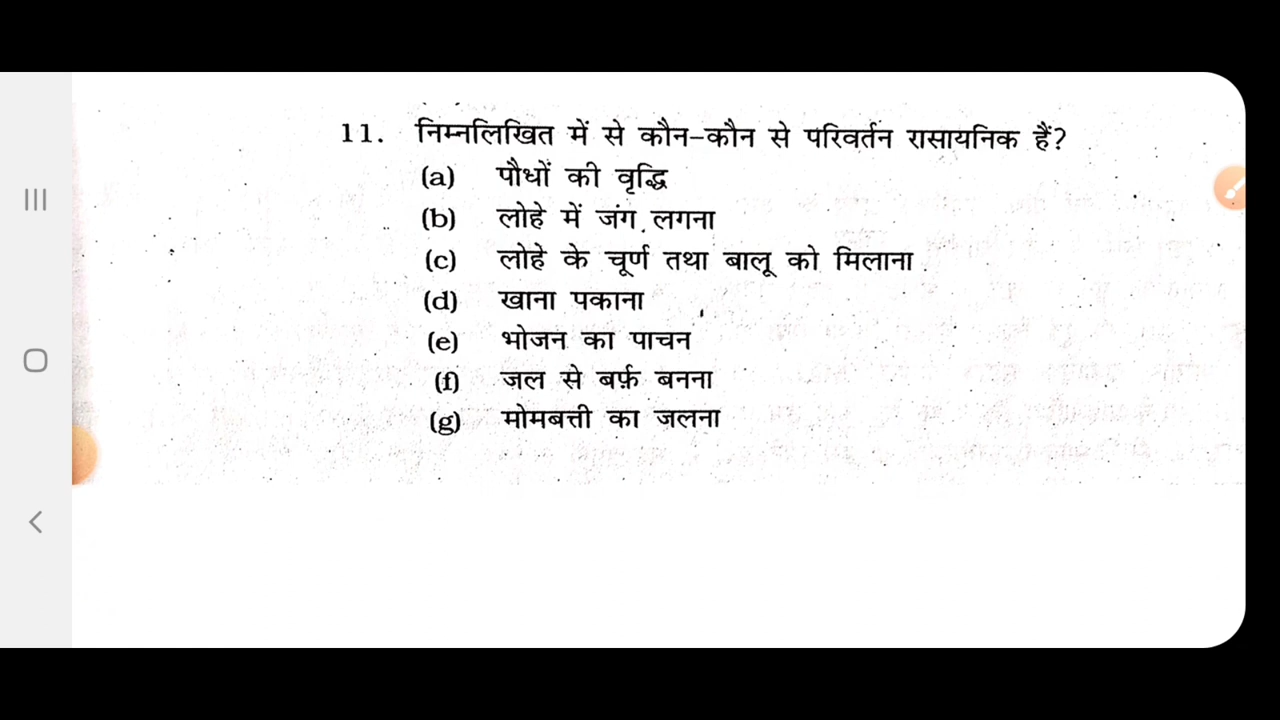 11. निम्नलिखित में से कौन-कौन से परिवर्तन रासायनिक हैं?
(a) पौधों की वृद्धि
(b) लोहे में जंग लगना
(c) लोहे के चूर्ण तथा बालू को मिलाना
(d) खाना पकाना
(e) भोजन का पाचन
(f) जल से बर्फ़ बनना
(g) मोमबत्ती का जलना